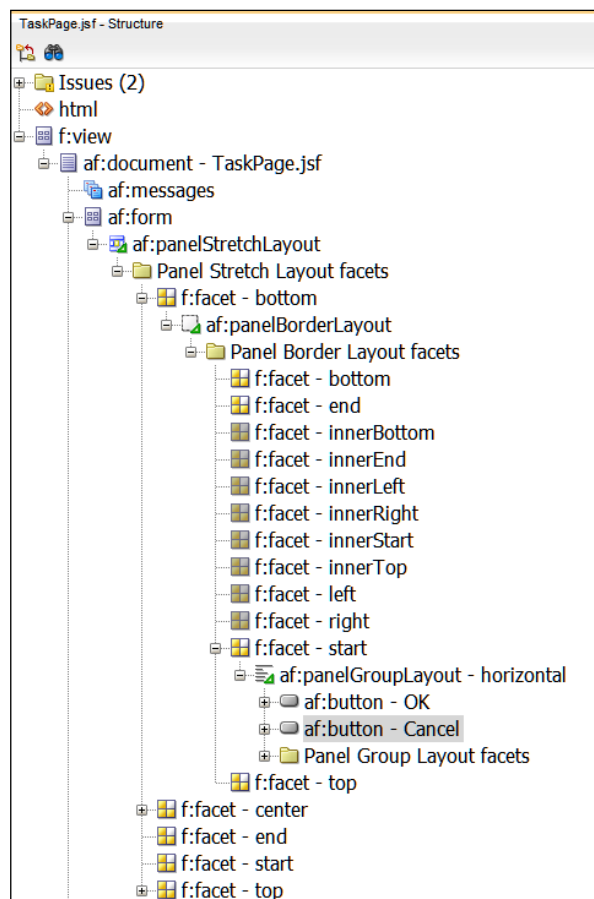 TaskPage.jsf - Structure
Issues (2)
html
f:view
af:document - TaskPage.jsf
af:messages
af:form
af:panelStretchLayout
Panel Stretch Layout facets
f:facet - bottom
af:panelBorderLayout
Panel Border Layout facets
f:facet - bottom
f:facet - end
f:facet - innerBottom
f:facet - innerEnd
f:facet - innerLeft
f:facet - innerRight
f:facet - innerStart
f:facet - innerTop
f:facet - left
f:facet - right
f:facet - start
af:panelGroupLayout - horizontal
af:button - OK
af:button - Cancel
Panel Group Layout facets
f:facet - top
f:facet - center
f:facet - end
f:facet - start
f:facet - top